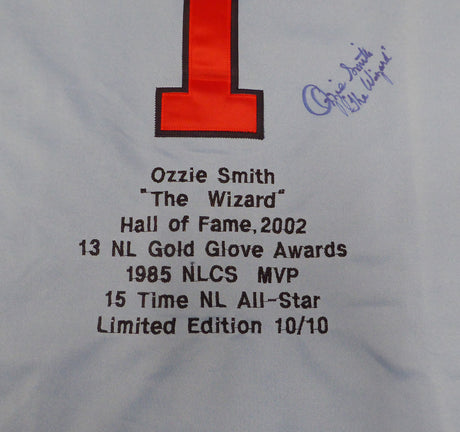 1
Ozzie Smith
"The Wizard"
Ozzie Smith
"The Wizard"
Hall of Fame, 2002
13 NL Gold Glove Awards
1985 NLCS MVP
15 Time NL All-Star
Limited Edition 10/10